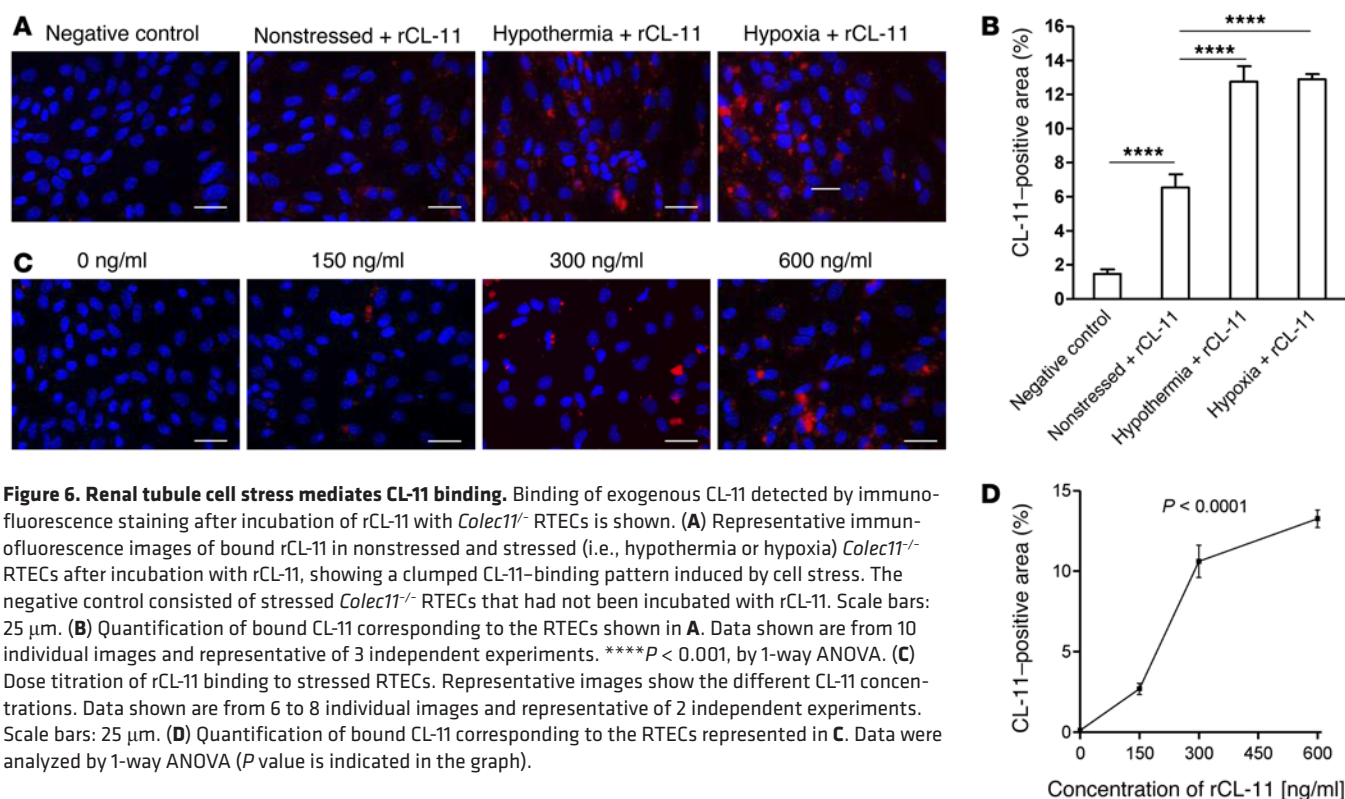 A
Negative control
Nonstressed + rCL-11
Hypothermia + rCL-11
Hypoxia + rCL-11
B
CL-11–positive area (%)
16
14
12
10
8
6
4
2
0
****
****
****
Negative control
Nonstressed + rCL-11
Hypothermia + rCL-11
Hypoxia + rCL-11
C
0 ng/ml
150 ng/ml
300 ng/ml
600 ng/ml
Figure 6. Renal tubule cell stress mediates CL-11 binding. Binding of exogenous CL-11 detected by immuno-
fluorescence staining after incubation of rCL-11 with Colec11-/- RTECs is shown. (A) Representative immun-
ofluorescence images of bound rCL-11 in nonstressed and stressed (i.e., hypothermia or hypoxia) Colec11-/-
RTECs after incubation with rCL-11, showing a clumped CL-11–binding pattern induced by cell stress. The
negative control consisted of stressed Colec11-/- RTECs that had not been incubated with rCL-11. Scale bars:
25 μm. (B) Quantification of bound CL-11 corresponding to the RTECs shown in A. Data shown are from 10
individual images and representative of 3 independent experiments. ****P < 0.001, by 1-way ANOVA. (C)
Dose titration of rCL-11 binding to stressed RTECs. Representative images show the different CL-11 concen-
trations. Data shown are from 6 to 8 individual images and representative of 2 independent experiments.
Scale bars: 25 μm. (D) Quantification of bound CL-11 corresponding to the RTECs represented in C. Data were
analyzed by 1-way ANOVA (P value is indicated in the graph).
D
CL-11–positive area (%)
15
10
5
0
P < 0.0001
0
150
300
450
600
Concentration of rCL-11 [ng/ml]